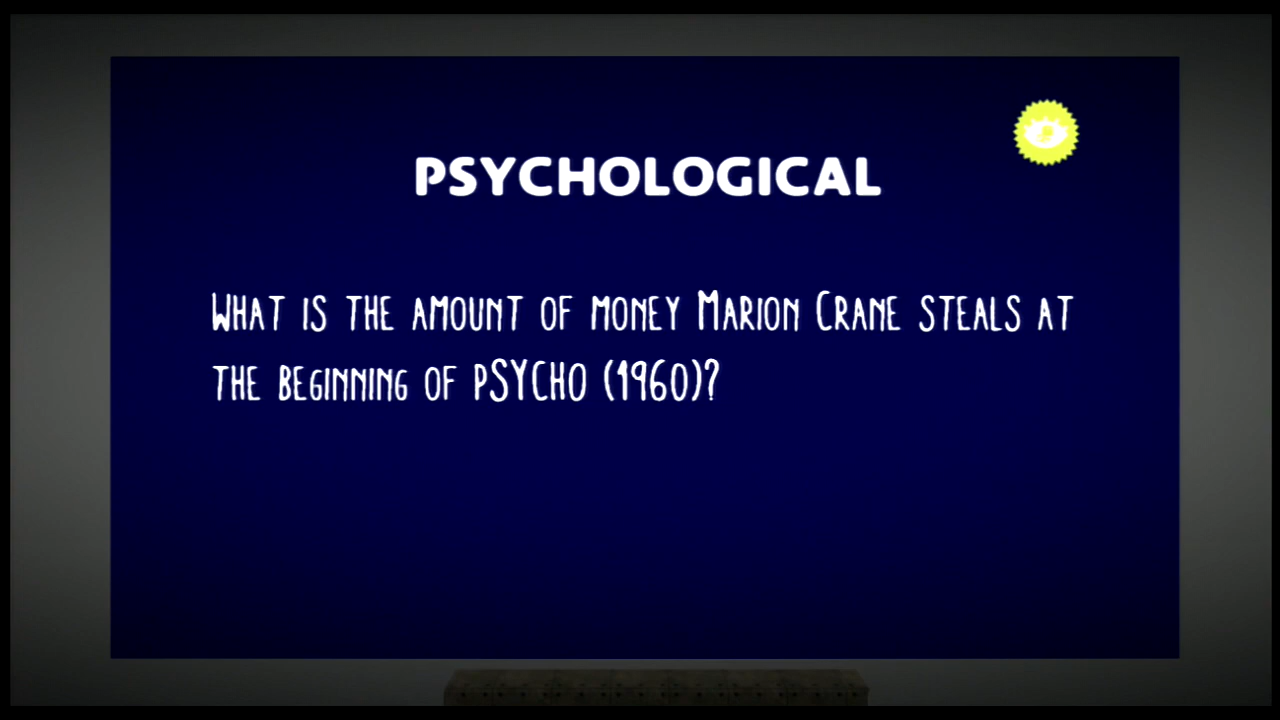 PSYCHOLOGICAL
What is the amount of money Marion Crane steals at
the beginning of pSYCHO (1960)?